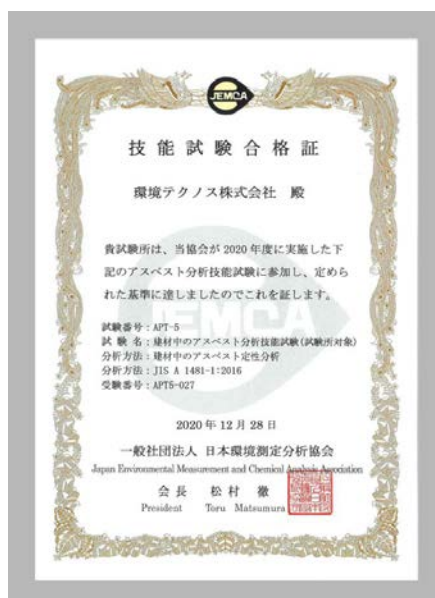 JEMCA
技能試験合格証
環境テクノス株式会社 殿
貴試験所は、当協会が 2020 年度に実施した下
記のアスベスト分析技能試験に参加し、定めら
れた基準に達しましたのでこれを証します。
JEMCA
試験番号：APT-5
試 験 名：建材中のアスベスト分析技能試験(試験所対象)
分析方法：建材中のアスベスト定性分析
分析方法：JIS A 1481-1:2016
受験番号：APT5-027
2020 年 12 月 28 日
一般社団法人 日本環境測定分析協会
Japan Environmental Measurement and Chemical Analysis Association
会 長 松 村 徹
President Toru Matsumura